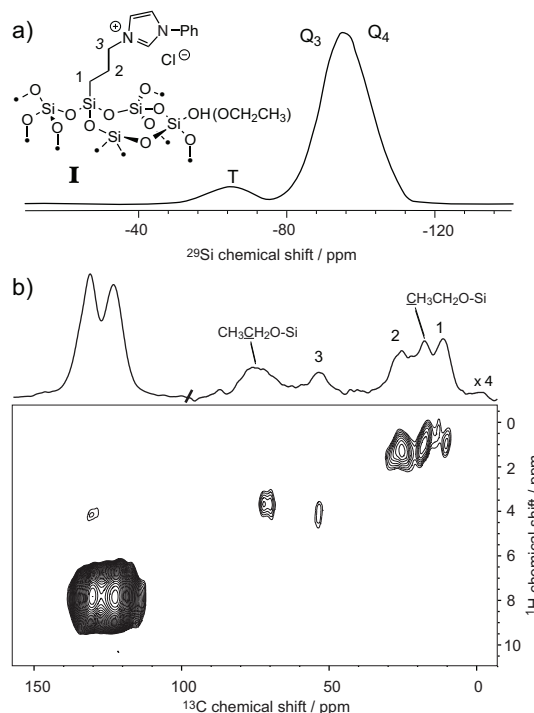 a)
3
N
⊕
N
Ph
1
2
Cl⊖
Q3
Q4
O
Si
O
Si
O
Si
O
OH(OCH2CH3)
O
O
O
Si
O
Si
O
O
I
T
-40
-80
-120
29Si chemical shift / ppm
b)
CH3CH2O-Si
CH3CH2O-Si
2
1
3
x 4
0
2
4
6
8
10
1H chemical shift / ppm
150
100
50
0
13C chemical shift / ppm